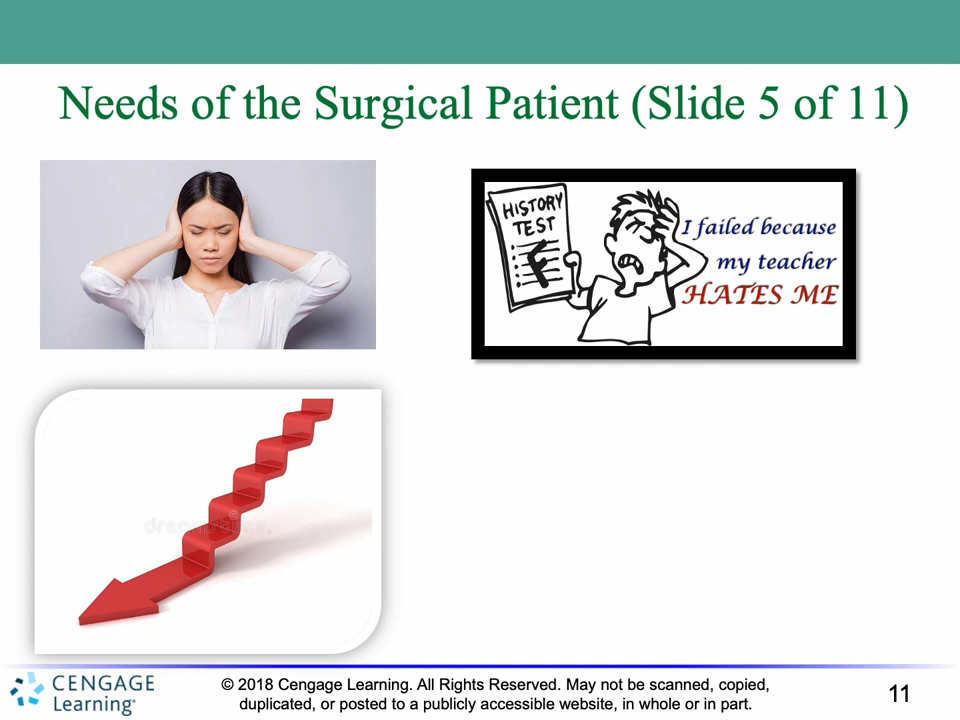 Needs of the Surgical Patient (Slide 5 of 11)
HISTORY
TEST
F
I failed because
my teacher
HATES ME
dreamstime.
CENGAGE
Learning®
© 2018 Cengage Learning. All Rights Reserved. May not be scanned, copied,
duplicated, or posted to a publicly accessible website, in whole or in part.
11